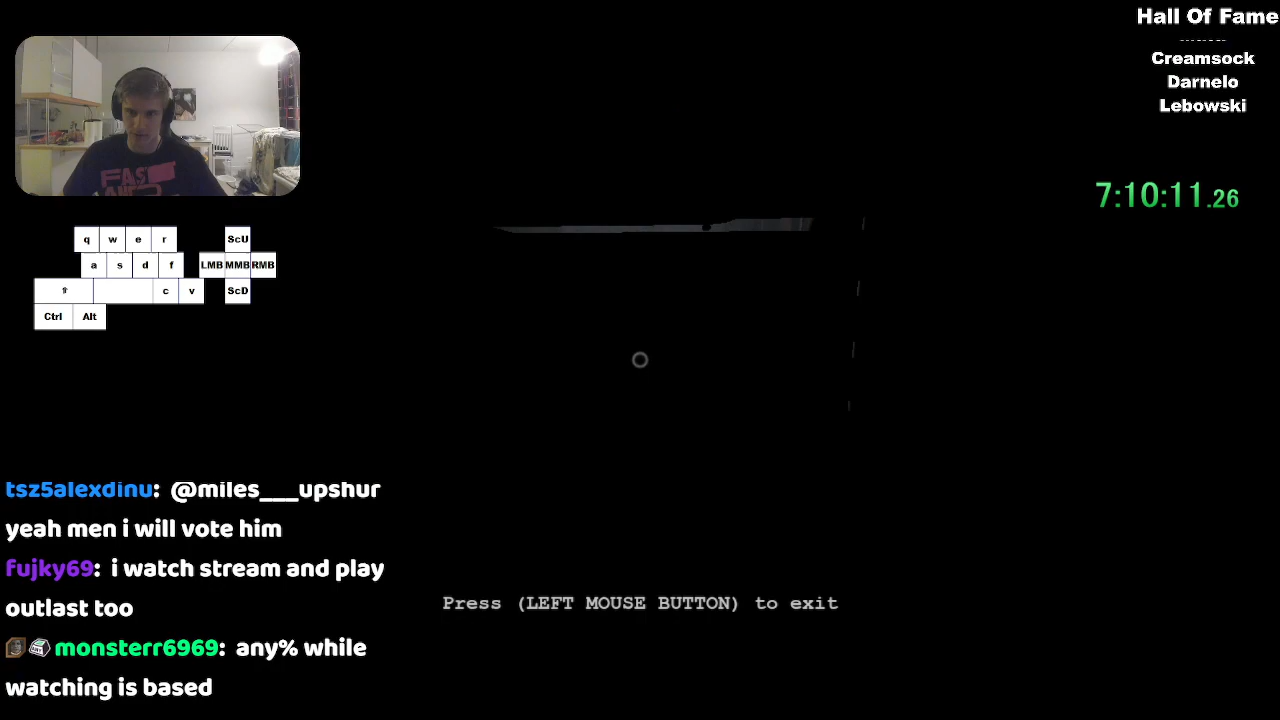 Hall Of Fame
-------
Creamsock
Darnelo
Lebowski
7:10:11.26
FAS
q w e r ScU
a s d f LMB MMB RMB
⇧ c v ScD
Ctrl Alt
tsz5alexdinu: @miles___upshur
yeah men i will vote him
fujky69: i watch stream and play
outlast too
monsterr6969: any% while
watching is based
Press (LEFT MOUSE BUTTON) to exit